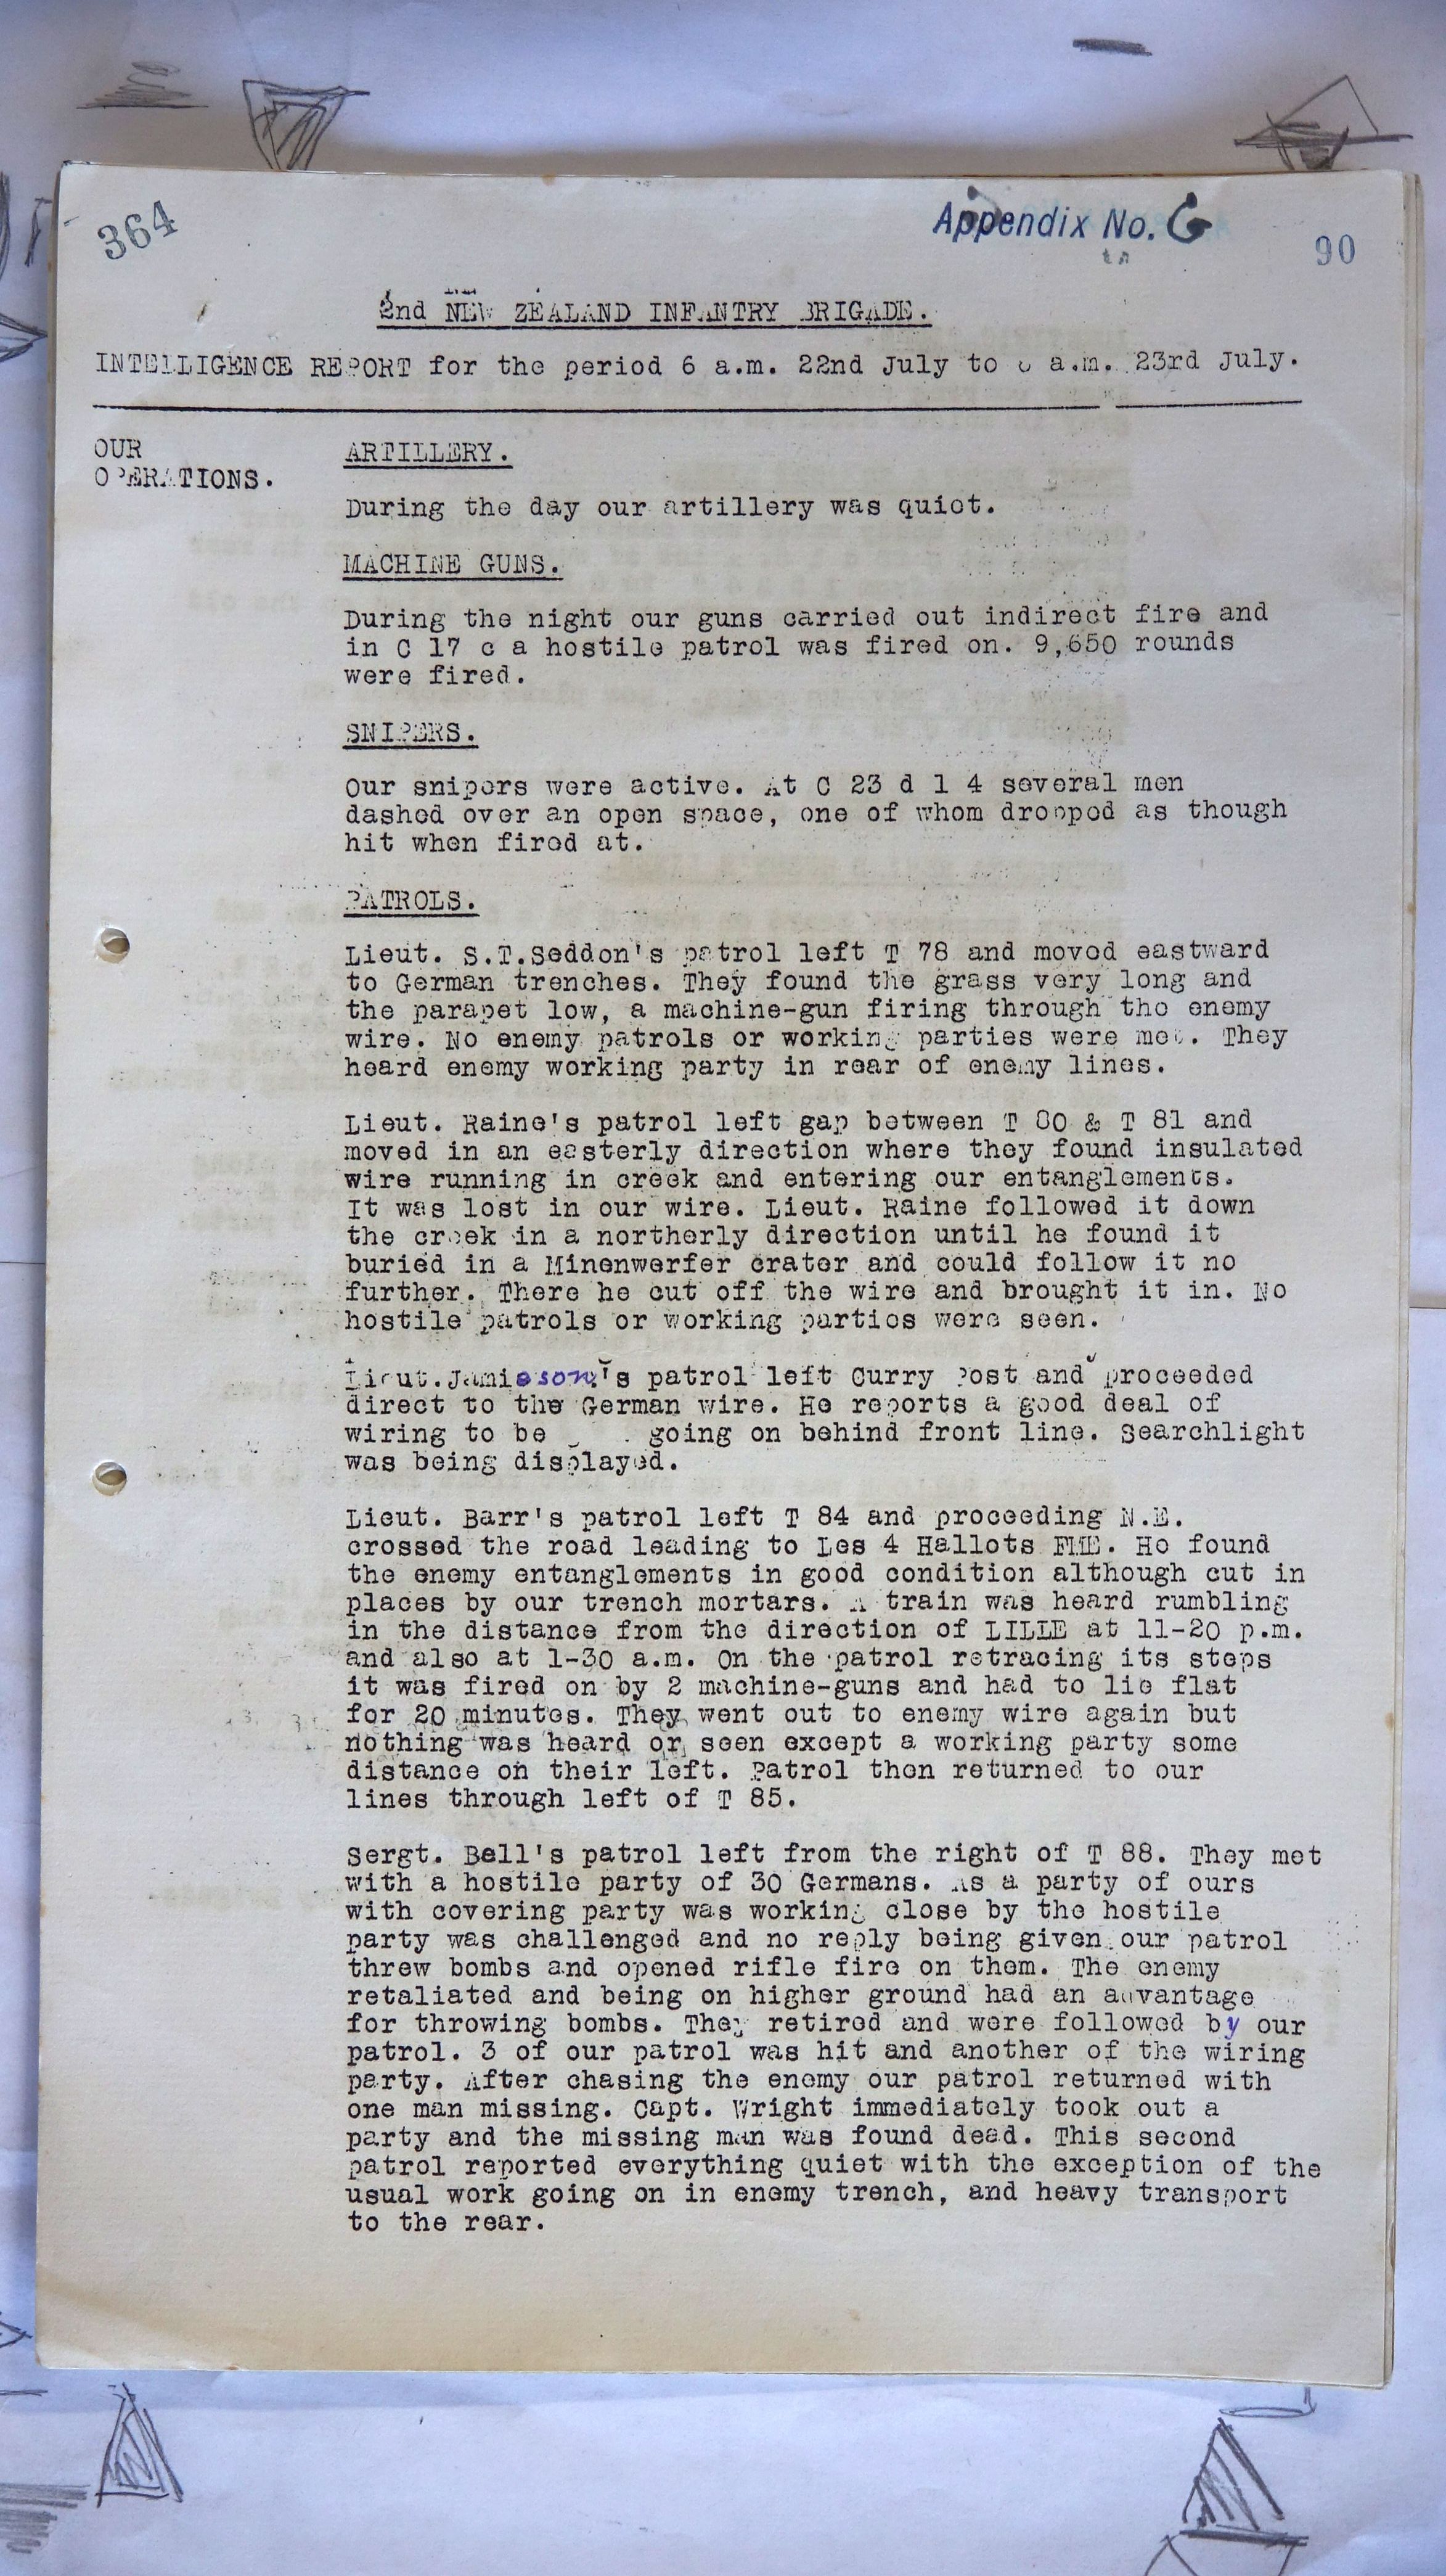 364
Appendix No. G
90
2nd NEW ZEALAND INFANTRY BRIGADE.
INTELLIGENCE REPORT for the period 6 a.m. 22nd July to a.m. 23rd July.
OUR
OPERATIONS.
ARTILLERY.
During the day our artillery was quiet.
MACHINE GUNS.
During the night our guns carried out indirect fire and
in C 17 c a hostile patrol was fired on. 9,650 rounds
were fired.
SNIPERS.
Our snipers were active. At C 23 d 1 4 several men
dashed over an open space, one of whom dropped as though
hit when fired at.
PATROLS.
Lieut. S.T.Seddon's patrol left T 78 and moved eastward
to German trenches. They found the grass very long and
the parapet low, a machine-gun firing through the enemy
wire. No enemy patrols or working parties were met. They
heard enemy working party in rear of enemy lines.
Lieut. Raine's patrol left gap between T 80 & T 81 and
moved in an easterly direction where they found insulated
wire running in creek and entering our entanglements.
It was lost in our wire. Lieut. Raine followed it down
the creek in a northerly direction until he found it
buried in a Minenwerfer crater and could follow it no
further. There he cut off the wire and brought it in. No
hostile patrols or working parties were seen.
Lieut.Jamieson's patrol left Curry Post and proceeded
direct to the German wire. He reports a good deal of
wiring to be going on behind front line. Searchlight
was being displayed.
Lieut. Barr's patrol left T 84 and proceeding N.E.
crossed the road leading to Les 4 Hallots FME. He found
the enemy entanglements in good condition although cut in
places by our trench mortars. A train was heard rumbling
in the distance from the direction of LILLE at 11-20 p.m.
and also at 1-30 a.m. On the patrol retracing its steps
it was fired on by 2 machine-guns and had to lie flat
for 20 minutes. They went out to enemy wire again but
nothing was heard or seen except a working party some
distance on their left. Patrol then returned to our
lines through left of T 85.
Sergt. Bell's patrol left from the right of T 88. They met
with a hostile party of 30 Germans. As a party of ours
with covering party was working close by the hostile
party was challenged and no reply being given our patrol
threw bombs and opened rifle fire on them. The enemy
retaliated and being on higher ground had an advantage
for throwing bombs. They retired and were followed by our
patrol. 3 of our patrol was hit and another of the wiring
party. After chasing the enemy our patrol returned with
one man missing. Capt. Wright immediately took out a
party and the missing man was found dead. This second
patrol reported everything quiet with the exception of the
usual work going on in enemy trench, and heavy transport
to the rear.